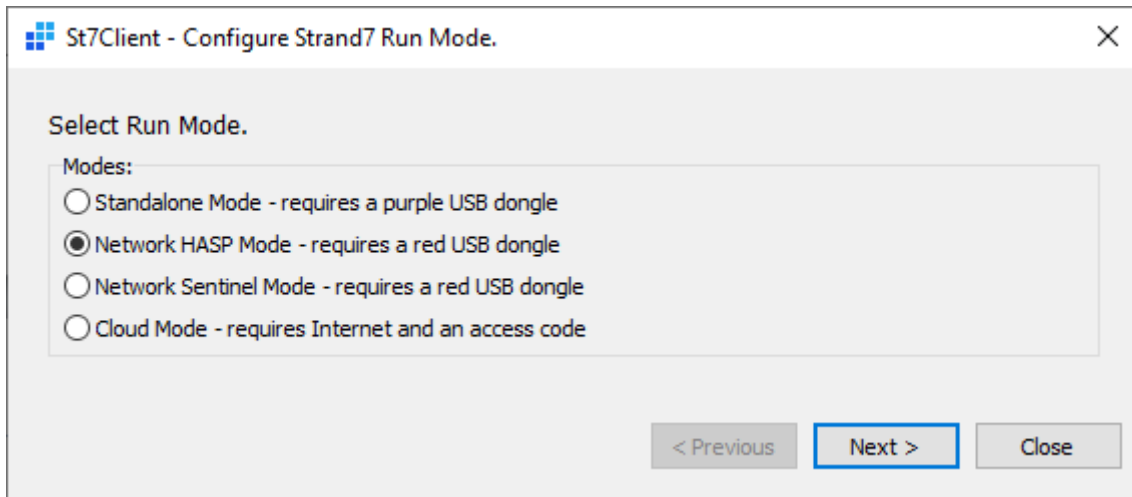 St7Client - Configure Strand7 Run Mode.
Select Run Mode.
Modes:
Standalone Mode - requires a purple USB dongle
Network HASP Mode - requires a red USB dongle
Network Sentinel Mode - requires a red USB dongle
Cloud Mode - requires Internet and an access code
< Previous Next > Close